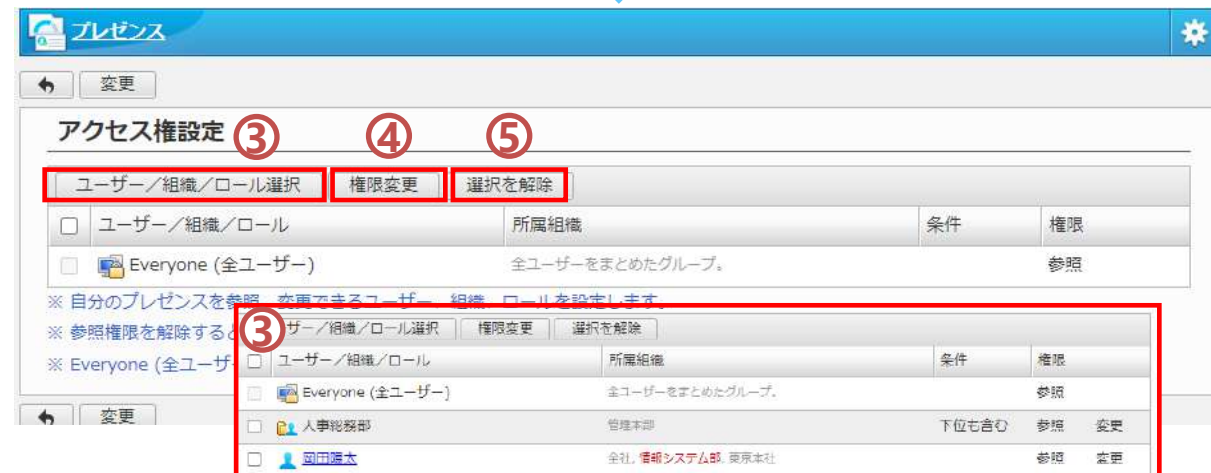 プレゼンス
変更
アクセス権設定 ③ ④ ⑤
ユーザー／組織／ロール選択 権限変更 選択を解除
ユーザー／組織／ロール 所属組織 条件 権限
Everyone (全ユーザー) 全ユーザーをまとめたグループ。 参照
※ 自分のプレゼンスを参照、変更できるユーザー、組織、ロールを設定します。
※ 参照権限を解除すると
※ Everyone (全ユーザ
変更
③ ザー／組織／ロール選択 権限変更 選択を解除
ユーザー／組織／ロール 所属組織 条件 権限
Everyone (全ユーザー) 全ユーザーをまとめたグループ。 参照
人事総務部 管理本部 下位も含む 参照 変更
岡田陽太 全社, 情報システム部, 東京本社 参照 変更